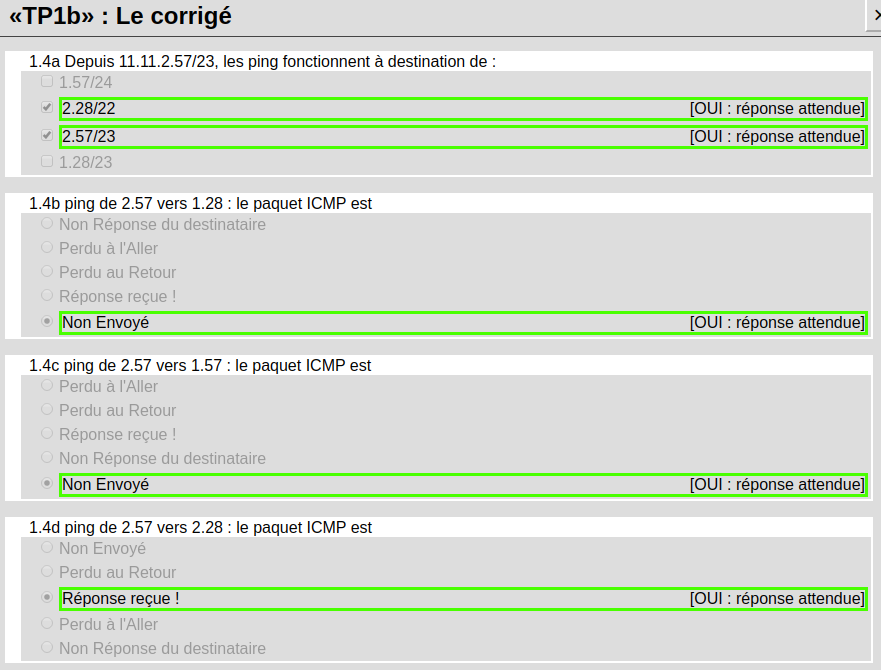 «TP1b» : Le corrigé
1.4a Depuis 11.11.2.57/23, les ping fonctionnent à destination de :
1.57/24
2.28/22 [OUI : réponse attendue]
2.57/23 [OUI : réponse attendue]
1.28/23
1.4b ping de 2.57 vers 1.28 : le paquet ICMP est
Non Réponse du destinataire
Perdu à l'Aller
Perdu au Retour
Réponse reçue !
Non Envoyé [OUI : réponse attendue]
1.4c ping de 2.57 vers 1.57 : le paquet ICMP est
Perdu à l'Aller
Perdu au Retour
Réponse reçue !
Non Réponse du destinataire
Non Envoyé [OUI : réponse attendue]
1.4d ping de 2.57 vers 2.28 : le paquet ICMP est
Non Envoyé
Perdu au Retour
Réponse reçue ! [OUI : réponse attendue]
Perdu à l'Aller
Non Réponse du destinataire